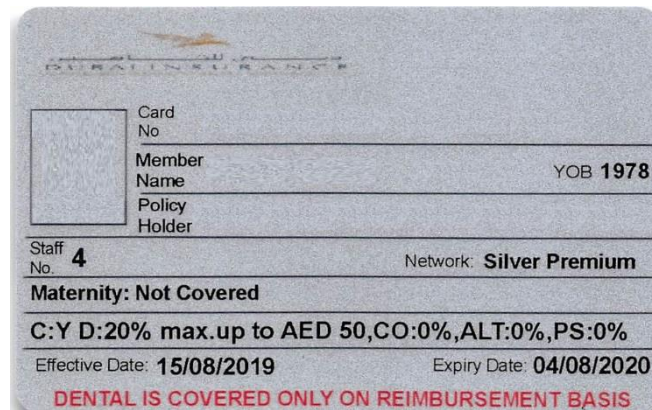 DUBAI INSURANCE
Card
No
Member
Name
YOB 1978
Policy
Holder
Staff
No. 4
Network: Silver Premium
Maternity: Not Covered
C:Y D:20% max.up to AED 50,CO:0%,ALT:0%,PS:0%
Effective Date: 15/08/2019
Expiry Date: 04/08/2020
DENTAL IS COVERED ONLY ON REIMBURSEMENT BASIS